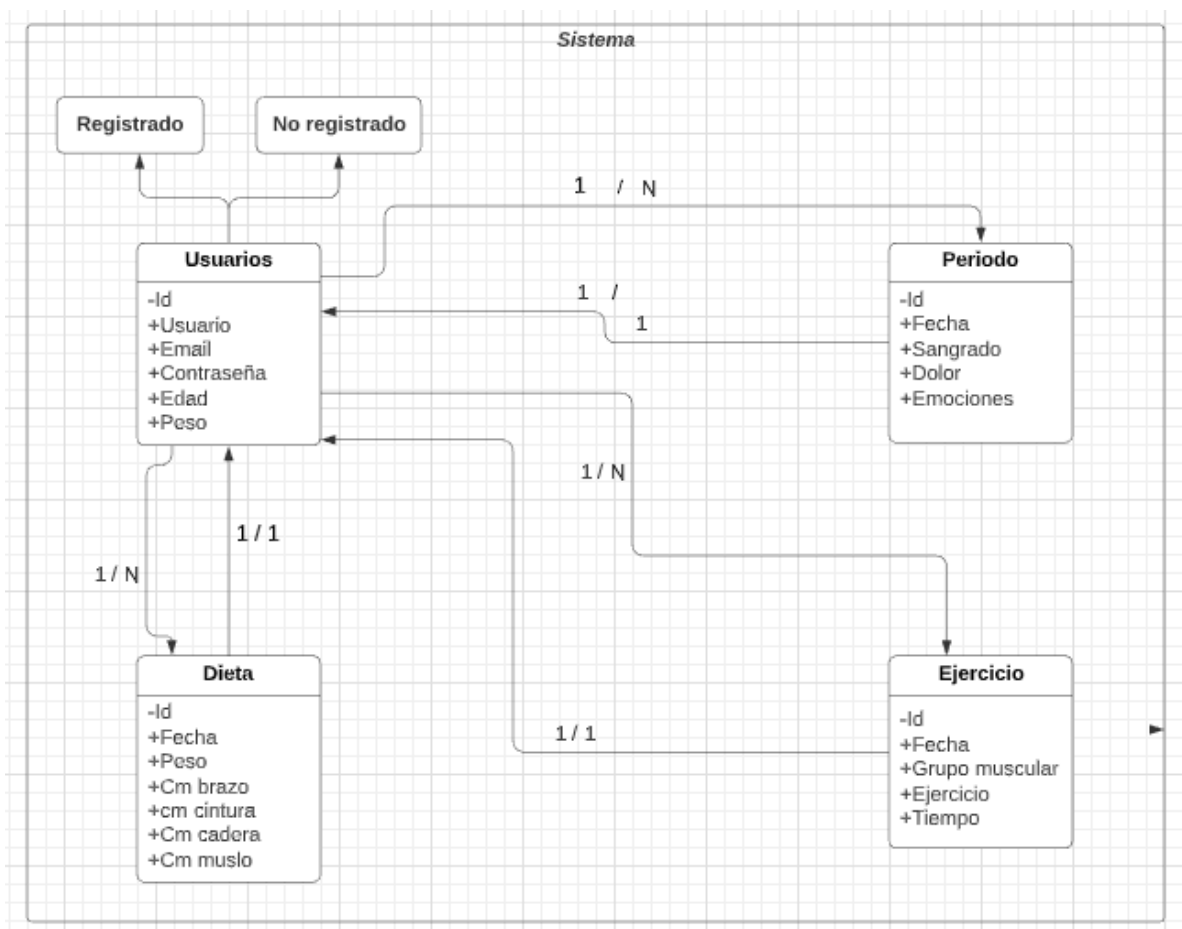 Sistema
Registrado
No registrado
1 / N
Usuarios
-Id
+Usuario
+Email
+Contraseña
+Edad
+Peso
Periodo
-Id
+Fecha
+Sangrado
+Dolor
+Emociones
1 /
1
1 / N
1 / 1
1 / N
Dieta
-Id
+Fecha
+Peso
+Cm brazo
+cm cintura
+Cm cadera
+Cm muslo
1 / 1
Ejercicio
-Id
+Fecha
+Grupo muscular
+Ejercicio
+Tiempo